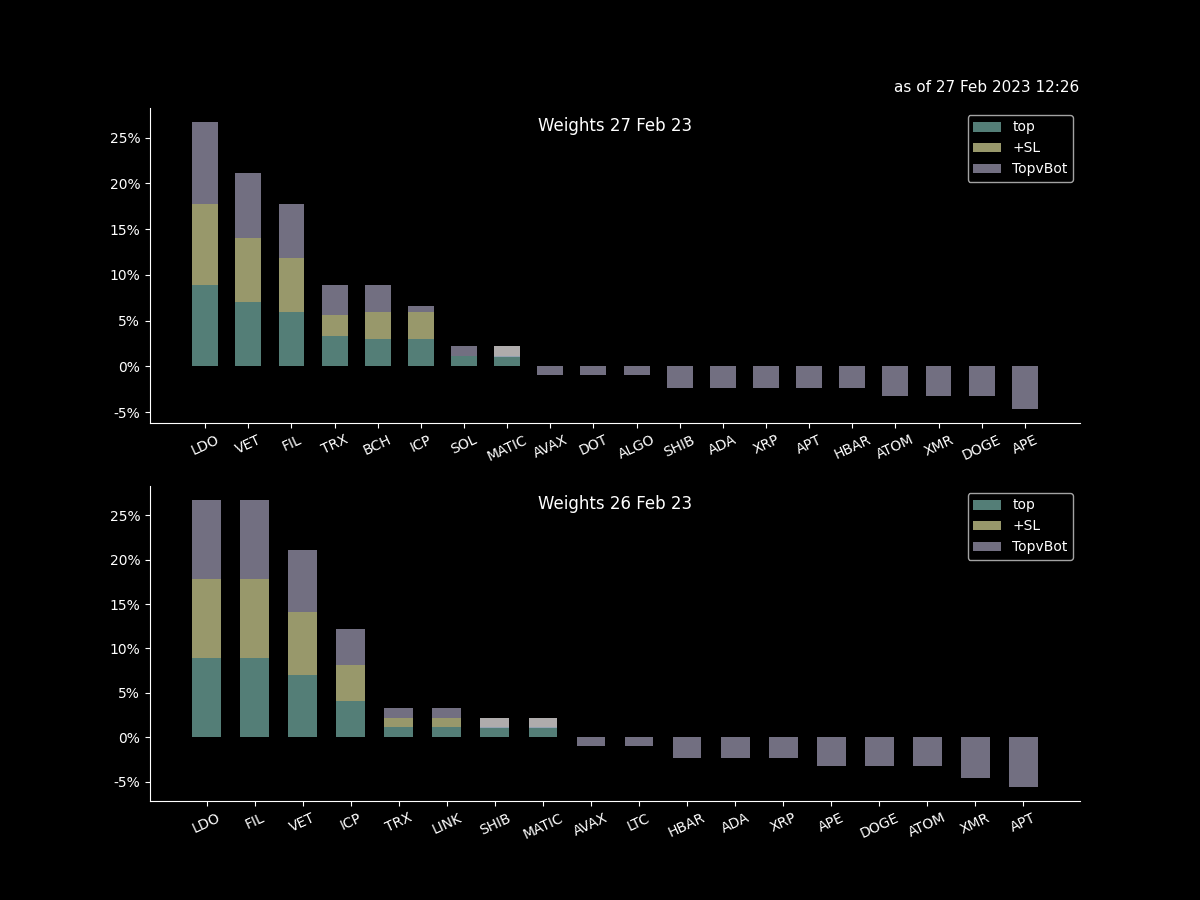 as of 27 Feb 2023 12:26
Weights 27 Feb 23
top
+SL
TopvBot
25%
20%
15%
10%
5%
0%
-5%
LDO VET FIL TRX BCH ICP SOL MATIC AVAX DOT ALGO SHIB ADA XRP APT HBAR ATOM XMR DOGE APE
Weights 26 Feb 23
top
+SL
TopvBot
25%
20%
15%
10%
5%
0%
-5%
LDO FIL VET ICP TRX LINK SHIB MATIC AVAX LTC HBAR ADA XRP APE DOGE ATOM XMR APT